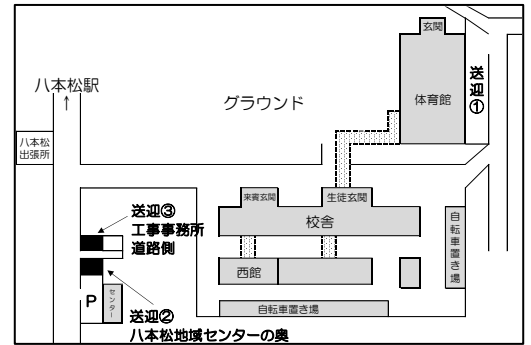 玄関
送迎①
体育館
八本松駅
↑
グラウンド
八本松
出張所
来賓玄関
生徒玄関
送迎③
工事事務所
道路側
校舎
自転車置き場
西館
P
センター
自転車置き場
送迎②
八本松地域センターの奥